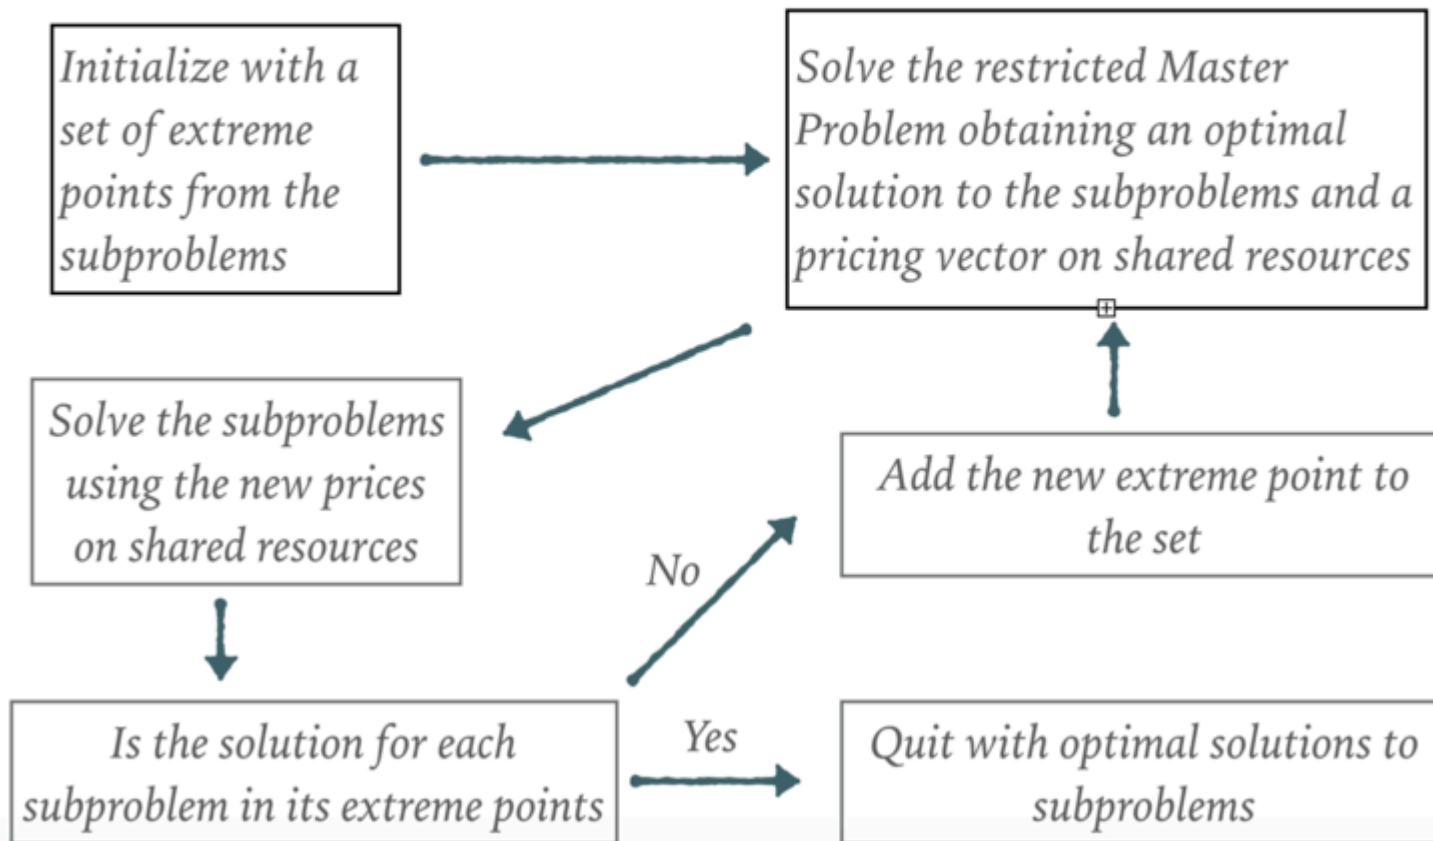 Initialize with a
set of extreme
points from the
subproblems
Solve the restricted Master
Problem obtaining an optimal
solution to the subproblems and a
pricing vector on shared resources
Solve the subproblems
using the new prices
on shared resources
Add the new extreme point to
the set
No
Is the solution for each
subproblem in its extreme points
Yes
Quit with optimal solutions to
subproblems